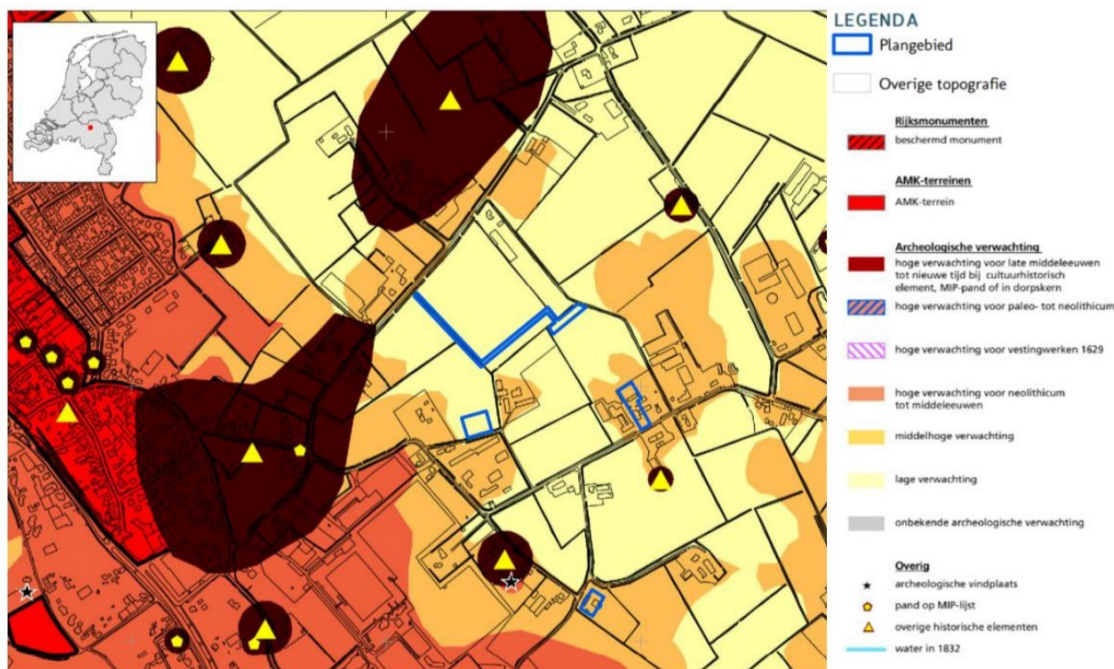 LEGENDA
Plangebied
Overige topografie
Rijksmonumenten
beschermd monument
AMK-terreinen
AMK-terrein
Archeologische verwachting
hoge verwachting voor late middeleeuwen
tot nieuwe tijd bij cultuurhistorisch
element, MIP-pand of in dorpskern
hoge verwachting voor paleo- tot neolithicum
hoge verwachting voor vestingwerken 1629
hoge verwachting voor neolithicum
tot middeleeuwen
middelhoge verwachting
lage verwachting
onbekende archeologische verwachting
Overig
archeologische vindplaats
pand op MIP-lijst
overige historische elementen
water in 1832